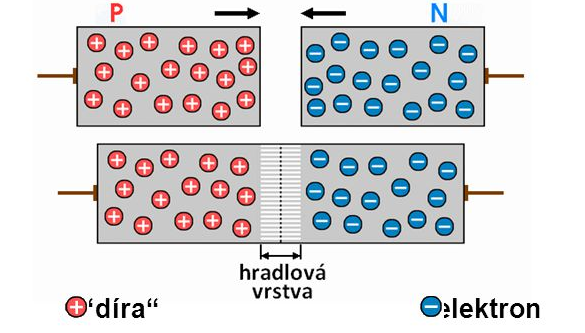 P N
hradlová
vrstva
"díra“ elektron